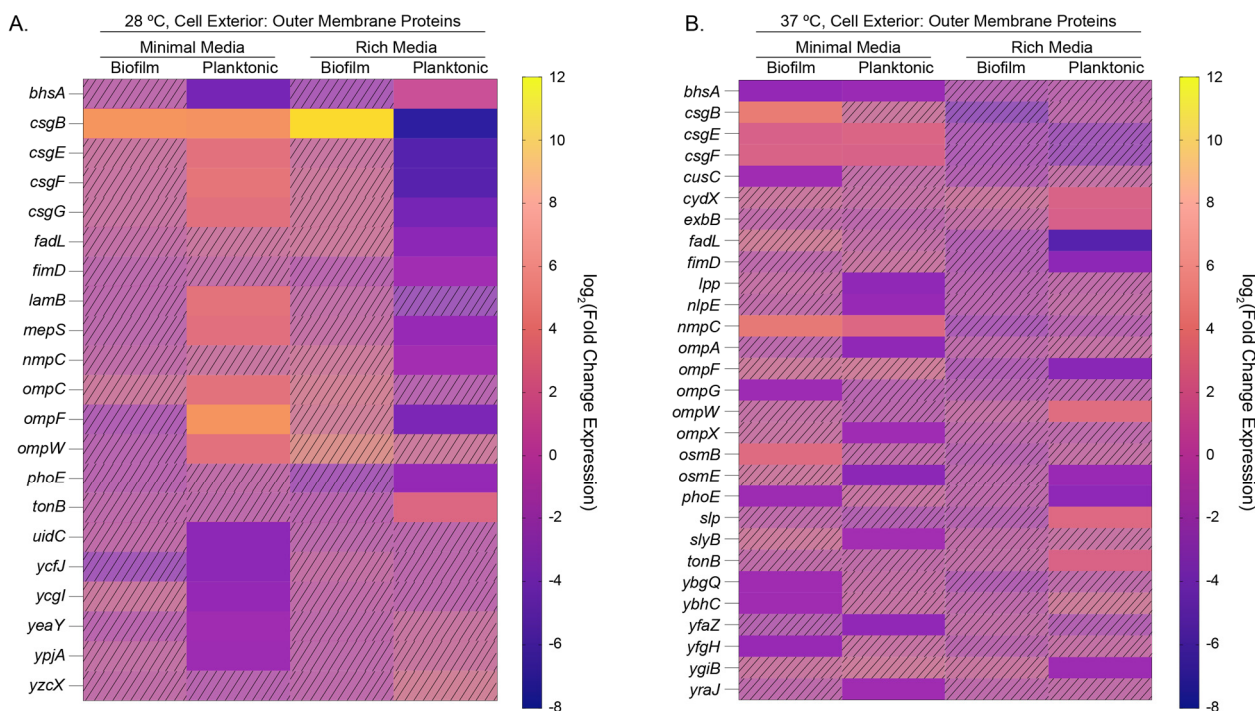 A.
28 ºC, Cell Exterior: Outer Membrane Proteins
Minimal Media Rich Media
Biofilm Planktonic Biofilm Planktonic
bhsA
csgB
csgE
csgF
csgG
fadL
fimD
lamB
mepS
nmpC
ompC
ompF
ompW
phoE
tonB
uidC
ycfJ
ycgI
yeaY
ypjA
yzcX
12
10
8
6
4
2
0
-2
-4
-6
-8
log2(Fold Change Expression)
B.
37 ºC, Cell Exterior: Outer Membrane Proteins
Minimal Media Rich Media
Biofilm Planktonic Biofilm Planktonic
bhsA
csgB
csgE
csgF
cusC
cydX
exbB
fadL
fimD
lpp
nlpE
nmpC
ompA
ompF
ompG
ompW
ompX
osmB
osmE
phoE
slp
slyB
tonB
ybgQ
ybhC
yfaZ
yfgH
ygiB
yraJ
12
10
8
6
4
2
0
-2
-4
-6
-8
log2(Fold Change Expression)